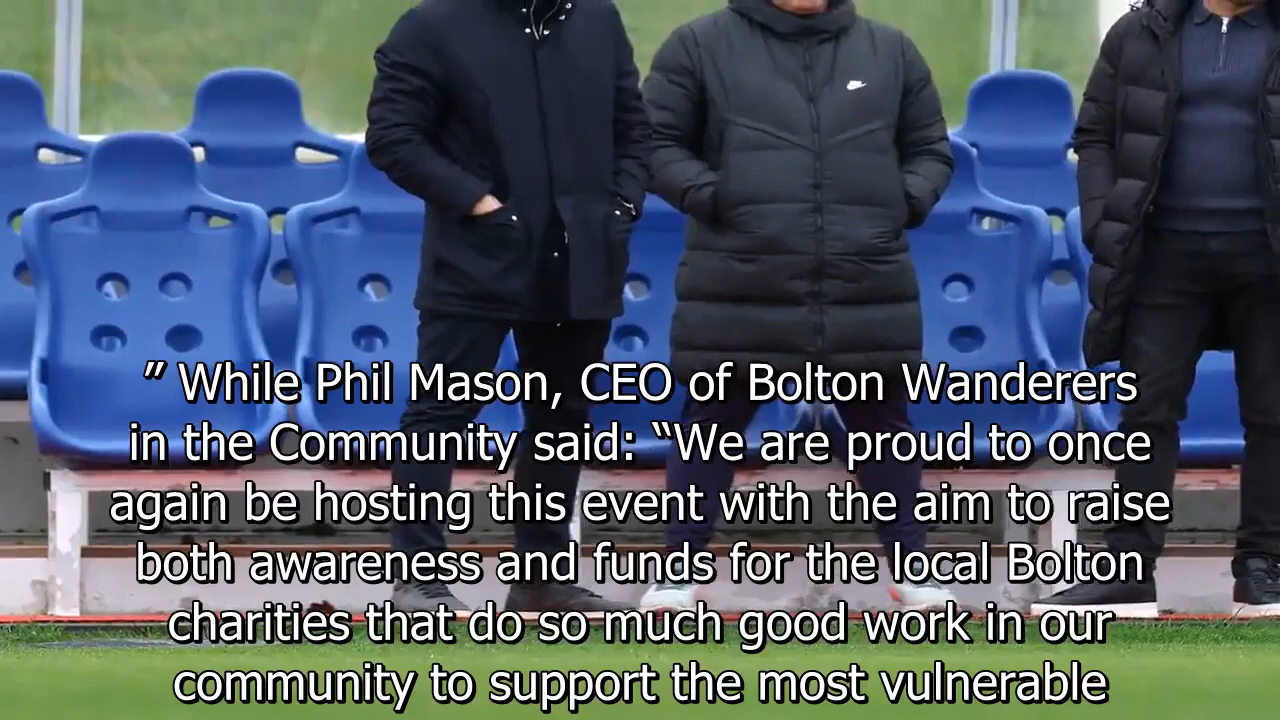 ” While Phil Mason, CEO of Bolton Wanderers
in the Community said: “We are proud to once
again be hosting this event with the aim to raise
both awareness and funds for the local Bolton
charities that do so much good work in our
community to support the most vulnerable